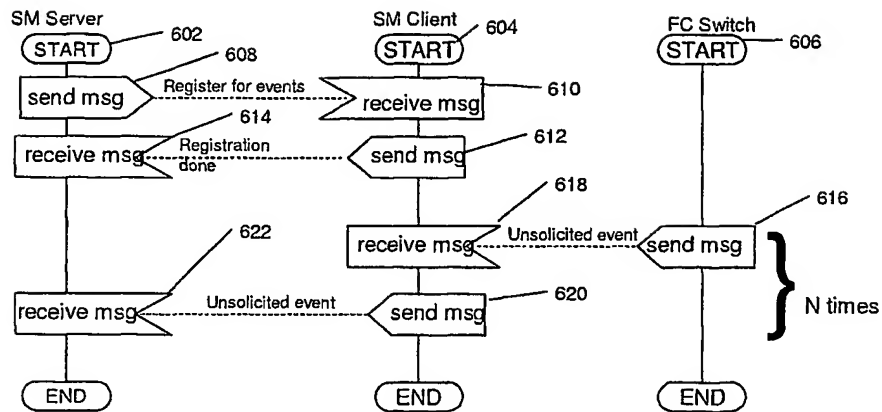 SM Server SM Client FC Switch
START 602 START 604 START 606
608
send msg Register for events receive msg 610
614 612
receive msg Registration done send msg
618 616
receive msg Unsolicited event send msg
622
N times
receive msg Unsolicited event send msg 620
END END END